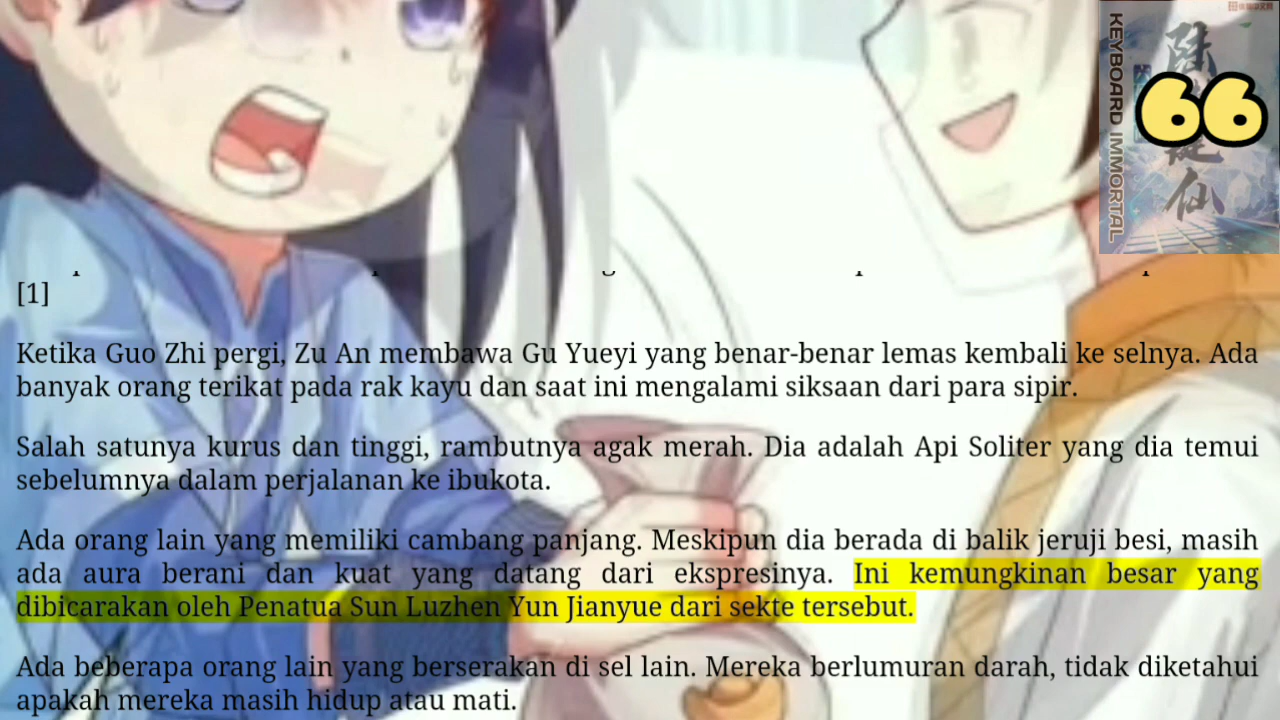 KEYBOARD IMMORTAL
66
仙
[1]
Ketika Guo Zhi pergi, Zu An membawa Gu Yueyi yang benar-benar lemas kembali ke selnya. Ada
banyak orang terikat pada rak kayu dan saat ini mengalami siksaan dari para sipir.
Salah satunya kurus dan tinggi, rambutnya agak merah. Dia adalah Api Soliter yang dia temui
sebelumnya dalam perjalanan ke ibukota.
Ada orang lain yang memiliki cambang panjang. Meskipun dia berada di balik jeruji besi, masih
ada aura berani dan kuat yang datang dari ekspresinya. Ini kemungkinan besar yang
dibicarakan oleh Penatua Sun Luzhen Yun Jianyue dari sekte tersebut.
Ada beberapa orang lain yang berserakan di sel lain. Mereka berlumuran darah, tidak diketahui
apakah mereka masih hidup atau mati.